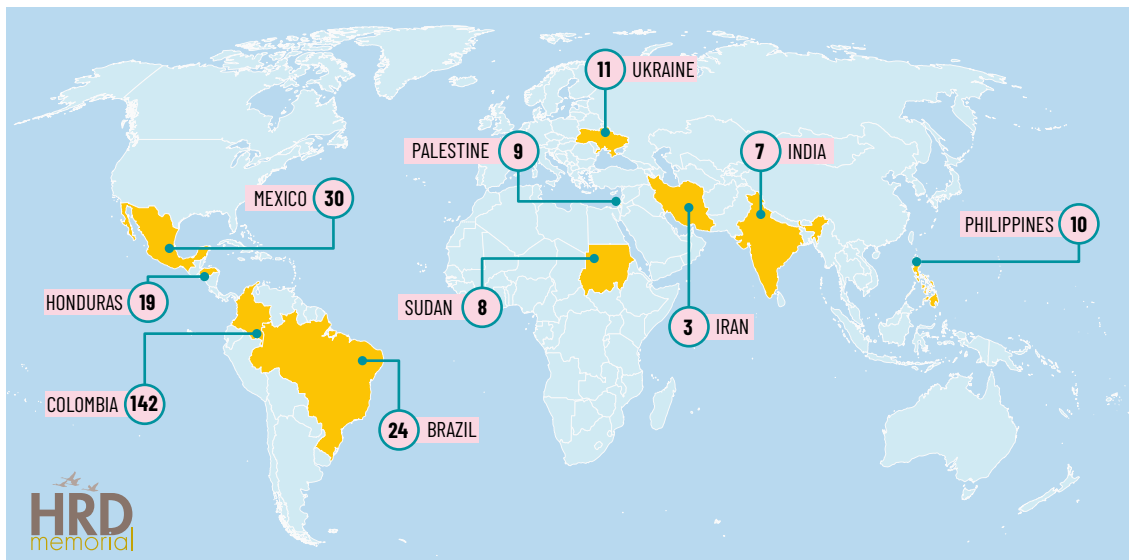 11 UKRAINE
PALESTINE 9
7 INDIA
MEXICO 30
PHILIPPINES 10
HONDURAS 19
SUDAN 8
3 IRAN
COLOMBIA 142
24 BRAZIL
HRD
memorial